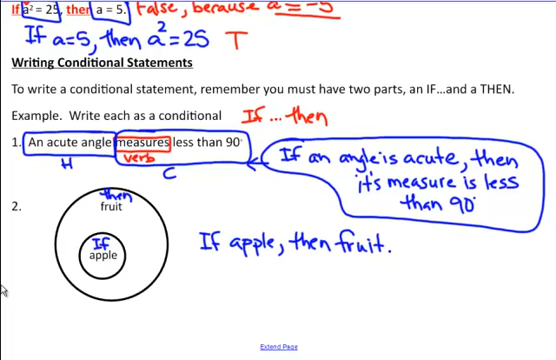 If a² = 25, then a = 5. False, because a = -5
If a=5, then a²=25 T
Writing Conditional Statements
To write a conditional statement, remember you must have two parts, an IF...and a THEN.
Example. Write each as a conditional If ... then
1. An acute angle measures less than 90°
verb
H
C
If an angle is acute, then
it's measure is less
than 90°
2.
then
fruit
If
apple
If apple, then fruit.
Extend Page